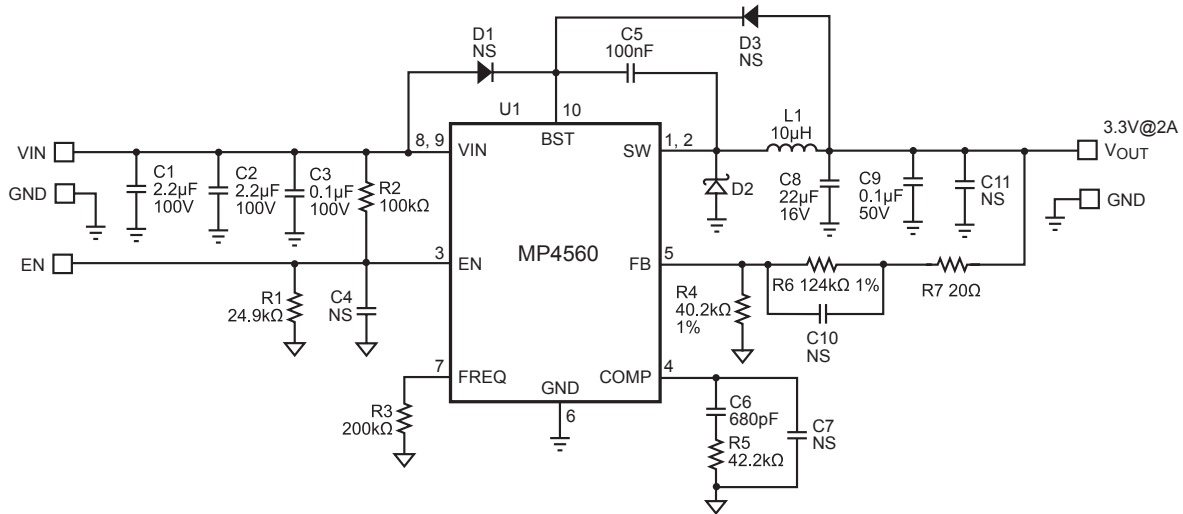 D1
NS
C5
100nF
D3
NS
U1
10
8, 9
BST
1, 2
L1
10µH
3.3V@2A
VIN
VIN
SW
VOUT
C1
2.2µF
100V
C2
2.2µF
100V
C3
0.1µF
100V
R2
100kΩ
D2
C8
22µF
16V
C9
0.1µF
50V
C11
NS
GND
GND
EN
3
EN
MP4560
FB
5
R1
24.9kΩ
C4
NS
R4
40.2kΩ
1%
R6 124kΩ 1%
R7 20Ω
C10
NS
7
FREQ
GND
COMP
4
6
R3
200kΩ
C6
680pF
R5
42.2kΩ
C7
NS